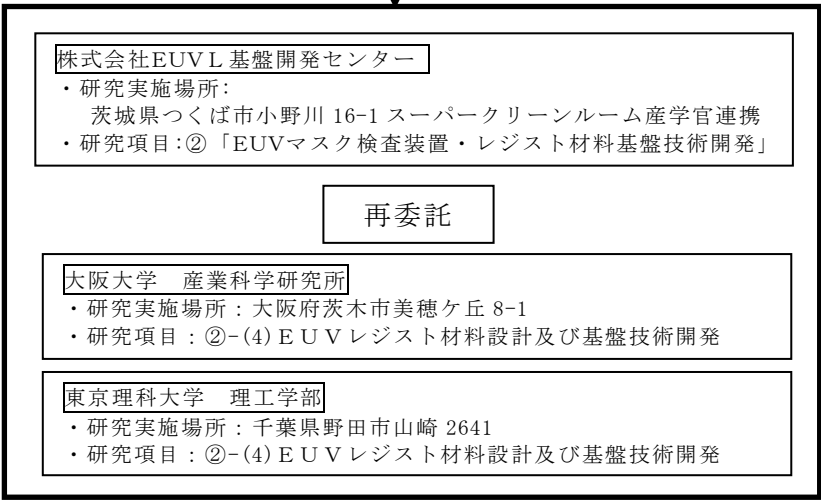 株式会社EUVL基盤開発センター
・研究実施場所:
茨城県つくば市小野川 16-1 スーパークリーンルーム産学官連携
・研究項目:②「EUVマスク検査装置・レジスト材料基盤技術開発」
再委託
大阪大学　産業科学研究所
・研究実施場所：大阪府茨木市美穂ケ丘 8-1
・研究項目：②-(4)ＥＵＶレジスト材料設計及び基盤技術開発
東京理科大学　理工学部
・研究実施場所：千葉県野田市山崎 2641
・研究項目：②-(4)ＥＵＶレジスト材料設計及び基盤技術開発